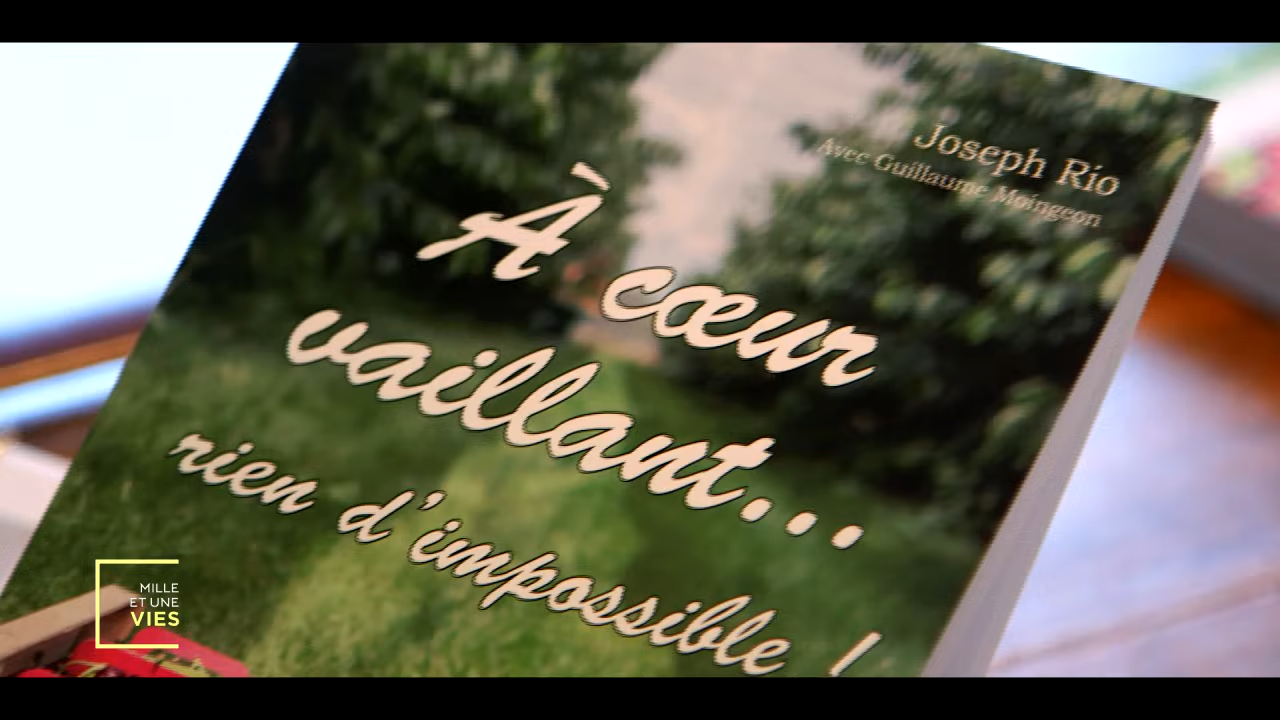 Joseph Rio
Avec Guillaume Moingeon
À cœur
vaillant...
rien d'impossible !
MILLE
ET UNE
VIES